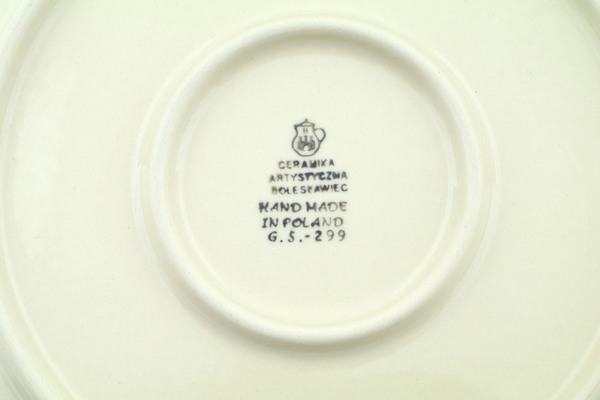 CERAMIKA
ARTYSTYCZNA
BOLESŁAWIEC
HAND MADE
IN POLAND
G.S.-299